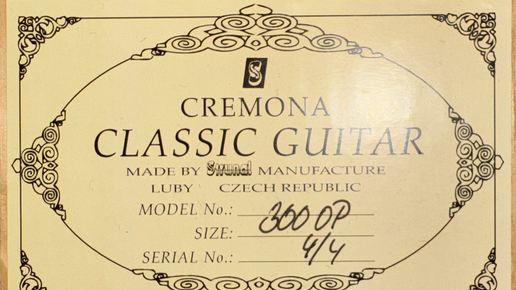 S
CREMONA
CLASSIC GUITAR
MADE BY Strunal MANUFACTURE
LUBY CZECH REPUBLIC
MODEL No.: 300 OP
SIZE: 4/4
SERIAL No.: